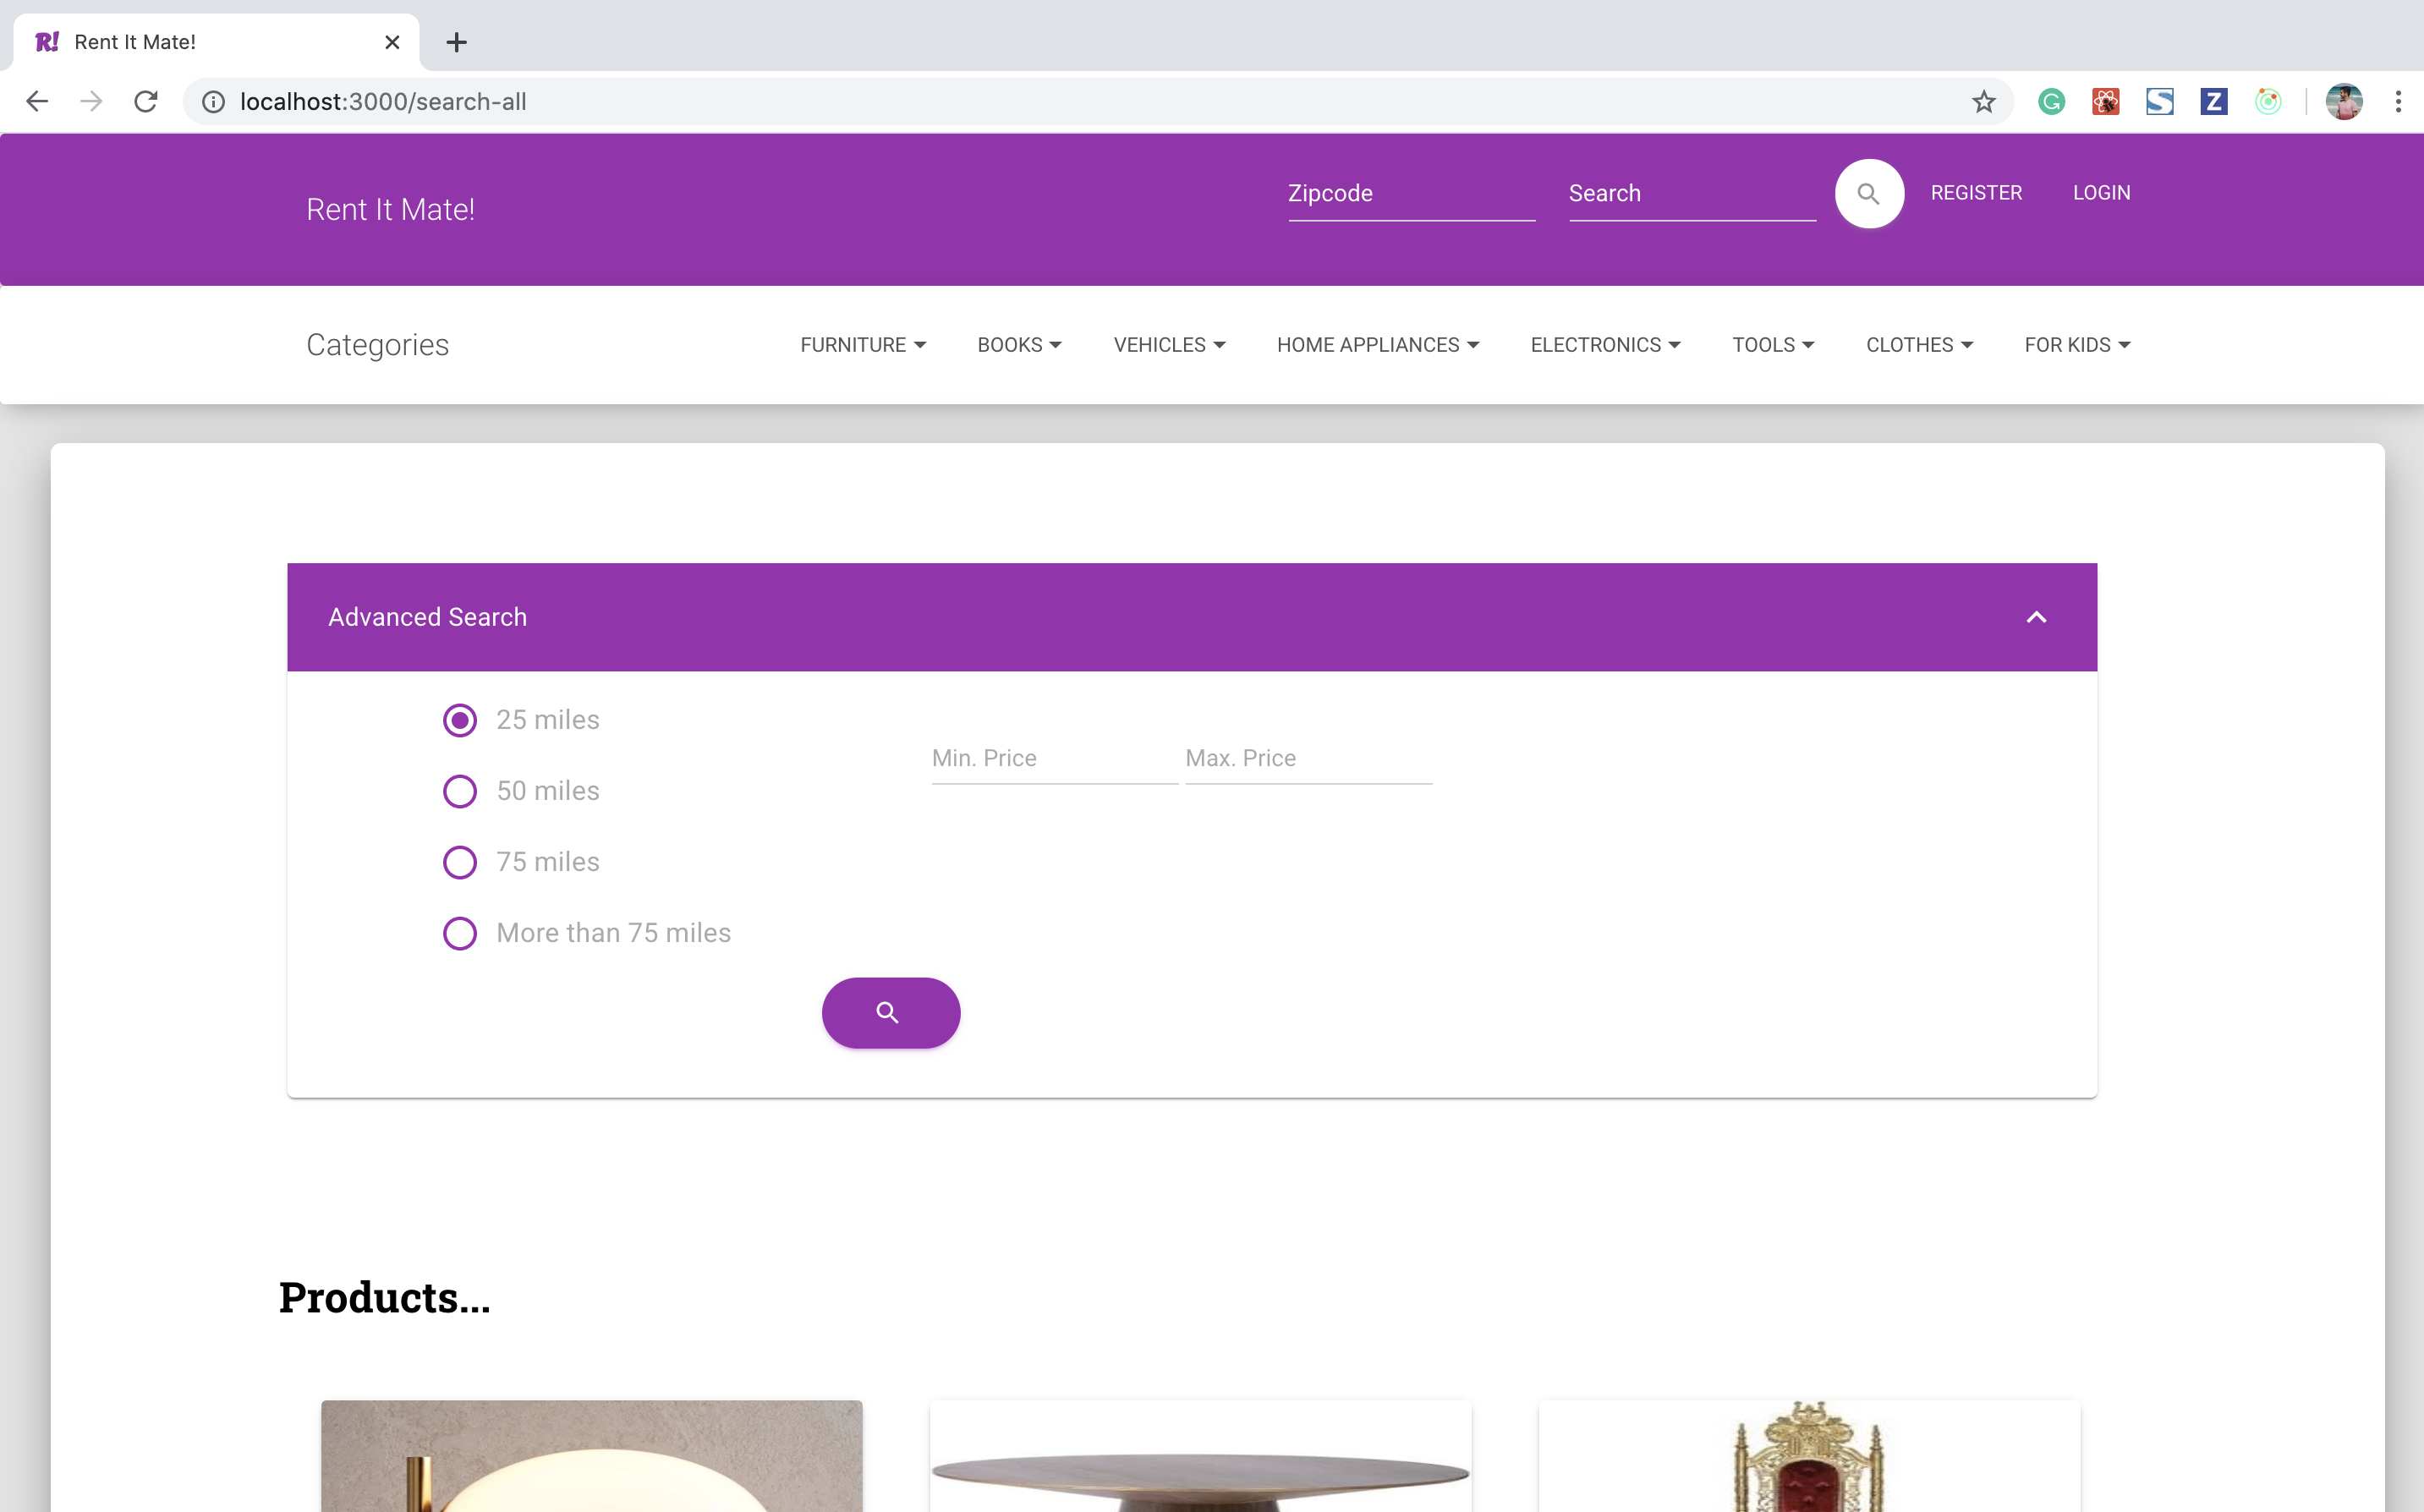 R! Rent It Mate!
localhost:3000/search-all
Rent It Mate!
Zipcode
Search
REGISTER
LOGIN
Categories
FURNITURE
BOOKS
VEHICLES
HOME APPLIANCES
ELECTRONICS
TOOLS
CLOTHES
FOR KIDS
Advanced Search
25 miles
50 miles
75 miles
More than 75 miles
Min. Price
Max. Price
Products...